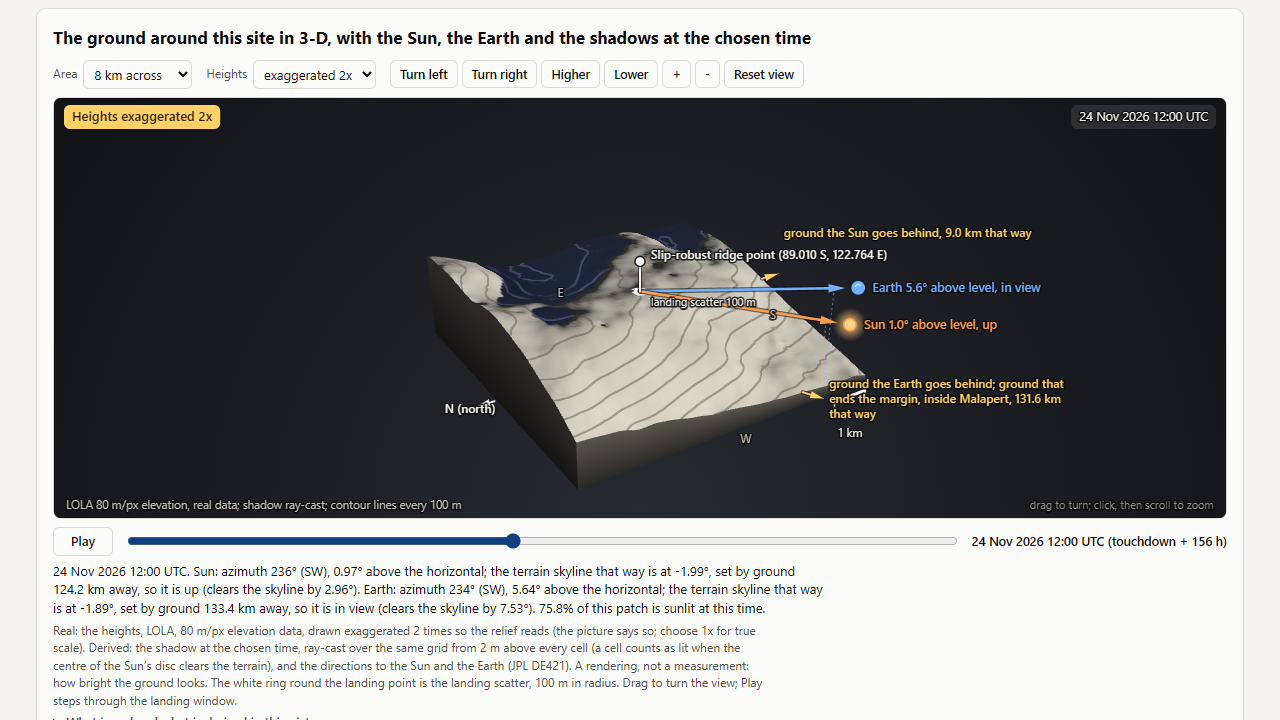 The ground around this site in 3-D, with the Sun, the Earth and the shadows at the chosen time
Area 8 km across Heights exaggerated 2x Turn left Turn right Higher Lower + - Reset view
Heights exaggerated 2x
24 Nov 2026 12:00 UTC
ground the Sun goes behind, 9.0 km that way
Slip-robust ridge point (89.010 S, 122.764 E)
Earth 5.6° above level, in view
E
landing scatter 100 m
S
Sun 1.0° above level, up
ground the Earth goes behind; ground that
ends the margin, inside Malapert, 131.6 km
that way
N (north)
1 km
W
LOLA 80 m/px elevation, real data; shadow ray-cast; contour lines every 100 m
drag to turn; click, then scroll to zoom
Play 24 Nov 2026 12:00 UTC (touchdown + 156 h)
24 Nov 2026 12:00 UTC. Sun: azimuth 236° (SW), 0.97° above the horizontal; the terrain skyline that way is at -1.99°, set by ground
124.2 km away, so it is up (clears the skyline by 2.96°). Earth: azimuth 234° (SW), 5.64° above the horizontal; the terrain skyline that way
is at -1.89°, set by ground 133.4 km away, so it is in view (clears the skyline by 7.53°). 75.8% of this patch is sunlit at this time.
Real: the heights, LOLA, 80 m/px elevation data, drawn exaggerated 2 times so the relief reads (the picture says so; choose 1x for true
scale). Derived: the shadow at the chosen time, ray-cast over the same grid from 2 m above every cell (a cell counts as lit when the
centre of the Sun's disc clears the terrain), and the directions to the Sun and the Earth (JPL DE421). A rendering, not a measurement:
how bright the ground looks. The white ring round the landing point is the landing scatter, 100 m in radius. Drag to turn the view; Play
steps through the landing window.